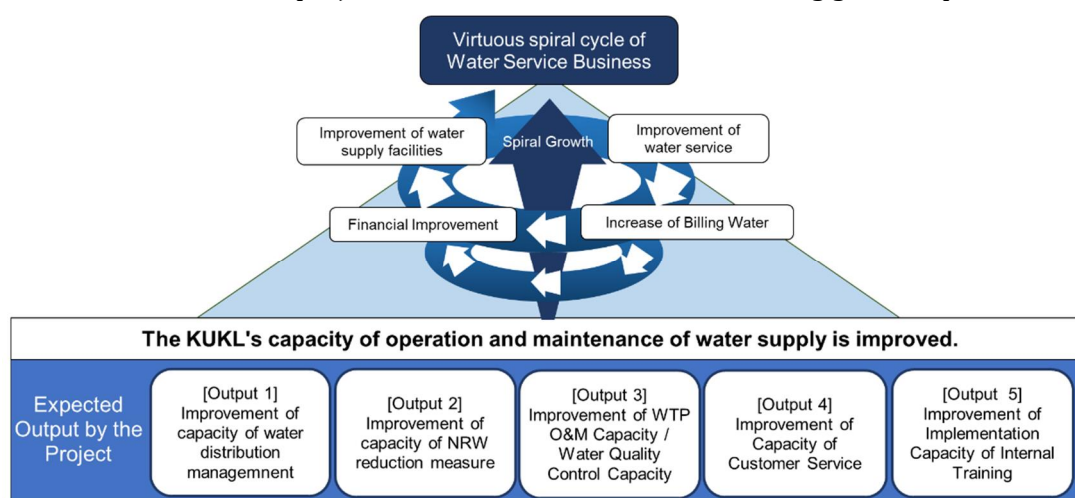 Virtuous spiral cycle of
Water Service Business
Improvement of water
supply facilities
Spiral Growth
Improvement of
water service
Financial Improvement
Increase of Billing Water
The KUKL's capacity of operation and maintenance of water supply is improved.
Expected
Output by the
Project
[Output 1]
Improvement of
capacity of water
distribution
managemnent
[Output 2]
Improvement of
capacity of NRW
reduction measure
[Output 3]
Improvement of WTP
O&M Capacity /
Water Quality
Control Capacity
[Output 4]
Improvement of
Capacity of
Customer Service
[Output 5]
Improvement of
Implementation
Capacity of Internal
Training